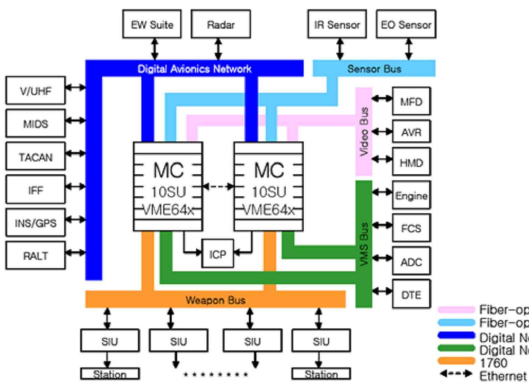 EW Suite
Radar
IR Sensor
EO Sensor
Digital Avionics Network
Sensor Bus
V/UHF
MIDS
TACAN
IFF
INS/GPS
RALT
MC
10SU
VME64x
MC
10SU
VME64x
ICP
Video Bus
VMS Bus
MFD
AVR
HMD
Engine
FCS
ADC
DTE
Weapon Bus
SIU
SIU
SIU
SIU
Station
Station
Fiber-op
Fiber-op
Digital Ne
Digital Ne
1760
Ethernet